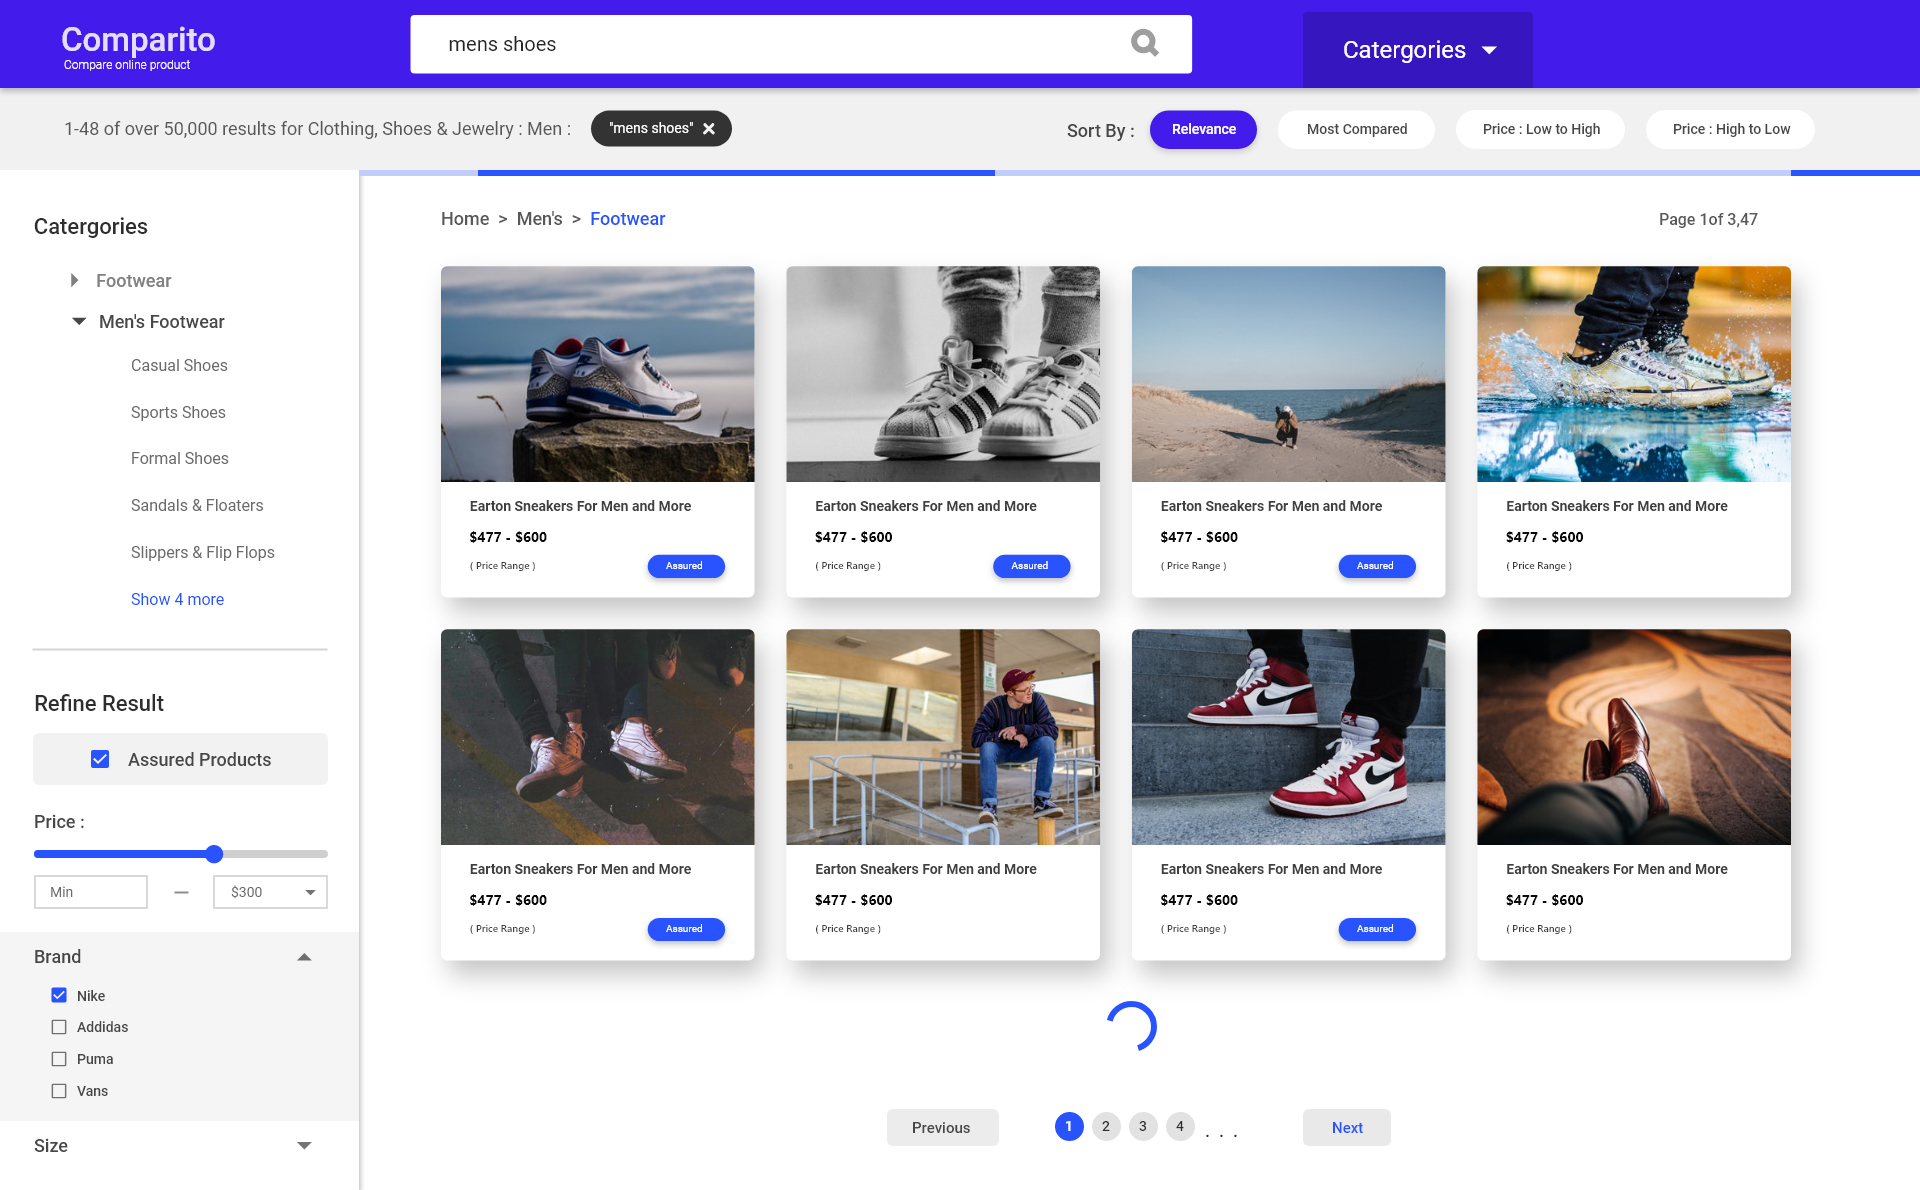 Comparito
Compare online product
mens shoes
Catergories
1-48 of over 50,000 results for Clothing, Shoes & Jewelry : Men :
"mens shoes"
Sort By :
Relevance
Most Compared
Price : Low to High
Price : High to Low
Catergories
Footwear
Men's Footwear
Casual Shoes
Sports Shoes
Formal Shoes
Sandals & Floaters
Slippers & Flip Flops
Show 4 more
Refine Result
Assured Products
Price :
Min
—
$300
Brand
Nike
Addidas
Puma
Vans
Size
Home > Men's > Footwear
Page 1of 3,47
Earton Sneakers For Men and More
$477 - $600
( Price Range )
Assured
Earton Sneakers For Men and More
$477 - $600
( Price Range )
Assured
Earton Sneakers For Men and More
$477 - $600
( Price Range )
Assured
Earton Sneakers For Men and More
$477 - $600
( Price Range )
Earton Sneakers For Men and More
$477 - $600
( Price Range )
Assured
Earton Sneakers For Men and More
$477 - $600
( Price Range )
Earton Sneakers For Men and More
$477 - $600
( Price Range )
Assured
Earton Sneakers For Men and More
$477 - $600
( Price Range )
Previous
1 2 3 4 . . .
Next